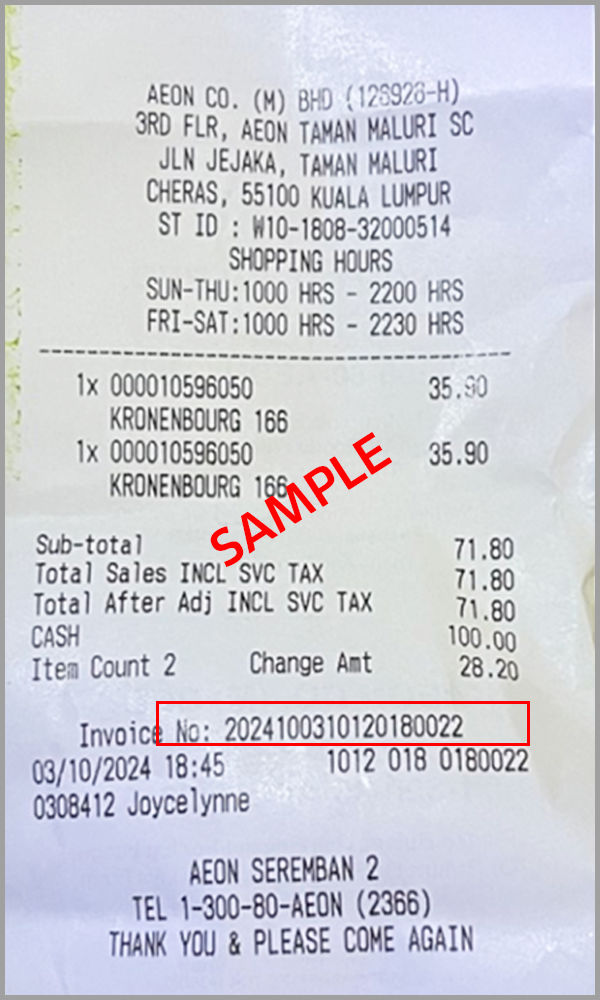 AEON CO. (M) BHD (126926-H)
3RD FLR, AEON TAMAN MALURI SC
JLN JEJAKA, TAMAN MALURI
CHERAS, 55100 KUALA LUMPUR
ST ID : W10-1808-32000514
SHOPPING HOURS
SUN-THU:1000 HRS - 2200 HRS
FRI-SAT:1000 HRS - 2230 HRS
1x 000010596050 35.90
KRONENBOURG 166
1x 000010596050 35.90
KRONENBOURG 166
SAMPLE
Sub-total 71.80
Total Sales INCL SVC TAX 71.80
Total After Adj INCL SVC TAX 71.80
CASH 100.00
Item Count 2 Change Amt 28.20
Invoice No: 2024100310120180022
03/10/2024 18:45 1012 018 0180022
0308412 Joycelynne
AEON SEREMBAN 2
TEL 1-300-80-AEON (2366)
THANK YOU & PLEASE COME AGAIN